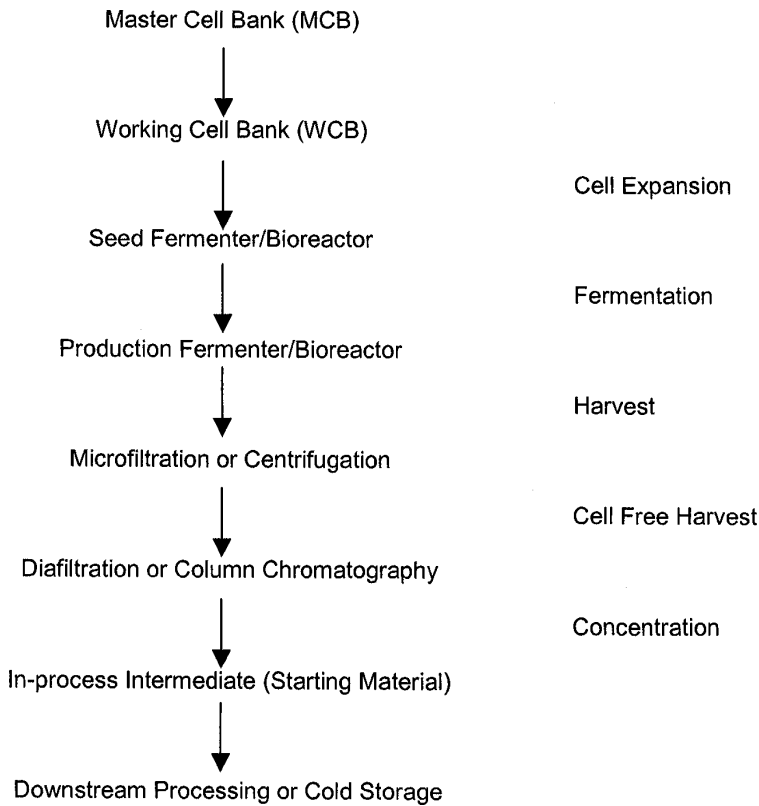 Master Cell Bank (MCB)
Working Cell Bank (WCB)
Cell Expansion
Seed Fermenter/Bioreactor
Fermentation
Production Fermenter/Bioreactor
Harvest
Microfiltration or Centrifugation
Cell Free Harvest
Diafiltration or Column Chromatography
Concentration
In-process Intermediate (Starting Material)
Downstream Processing or Cold Storage